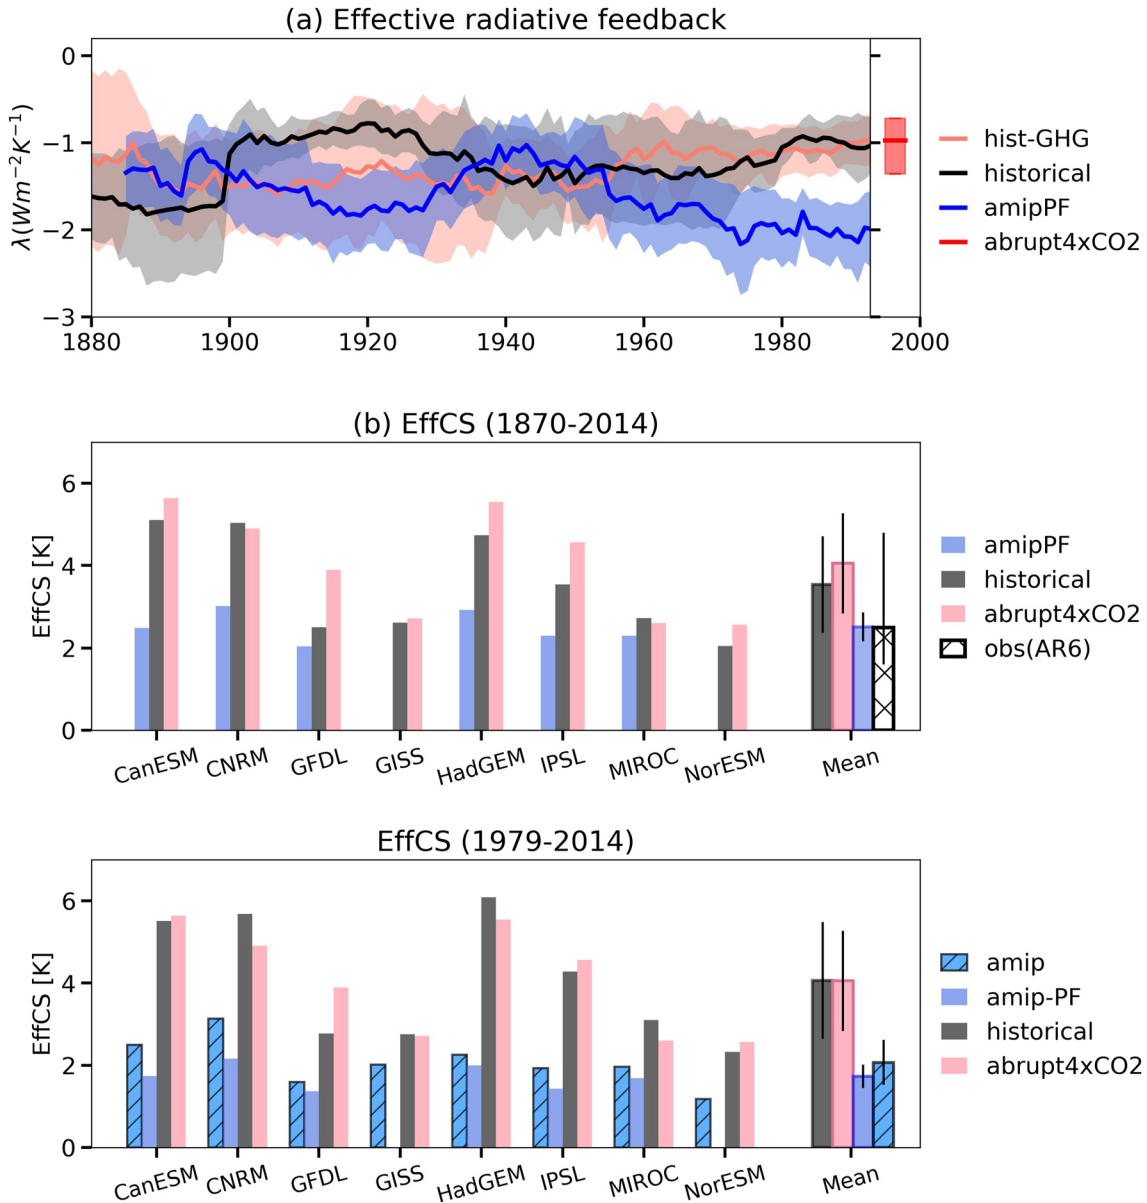 (a) Effective radiative feedback
λ(Wm⁻²K⁻¹)
0
−1
−2
−3
1880 1900 1920 1940 1960 1980 2000
hist-GHG
historical
amipPF
abrupt4xCO2
(b) EffCS (1870-2014)
EffCS [K]
6
4
2
0
CanESM CNRM GFDL GISS HadGEM IPSL MIROC NorESM Mean
amipPF
historical
abrupt4xCO2
obs(AR6)
EffCS (1979-2014)
EffCS [K]
6
4
2
0
CanESM CNRM GFDL GISS HadGEM IPSL MIROC NorESM Mean
amip
amip-PF
historical
abrupt4xCO2